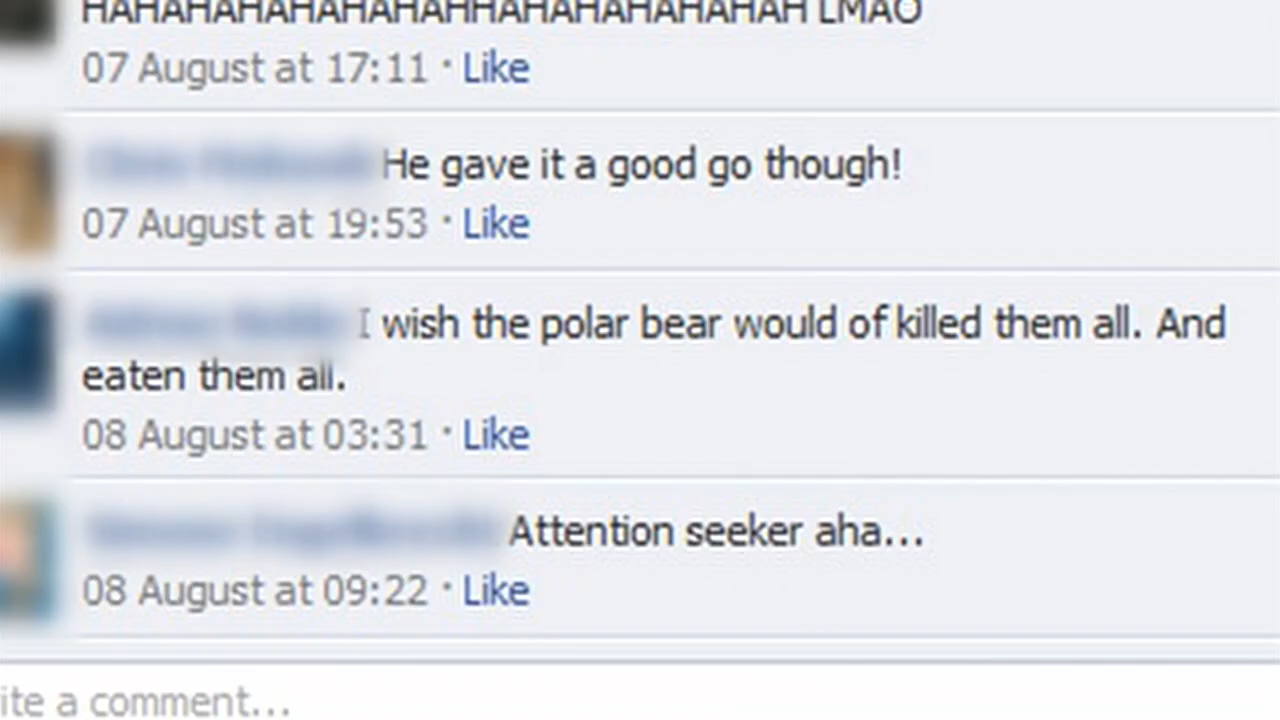 HAHAHAHAHAHAHAHHAHAHAHAHAHAHAH LMAO
07 August at 17:11 · Like
He gave it a good go though!
07 August at 19:53 · Like
I wish the polar bear would of killed them all. And
eaten them all.
08 August at 03:31 · Like
Attention seeker aha...
08 August at 09:22 · Like
ite a comment...